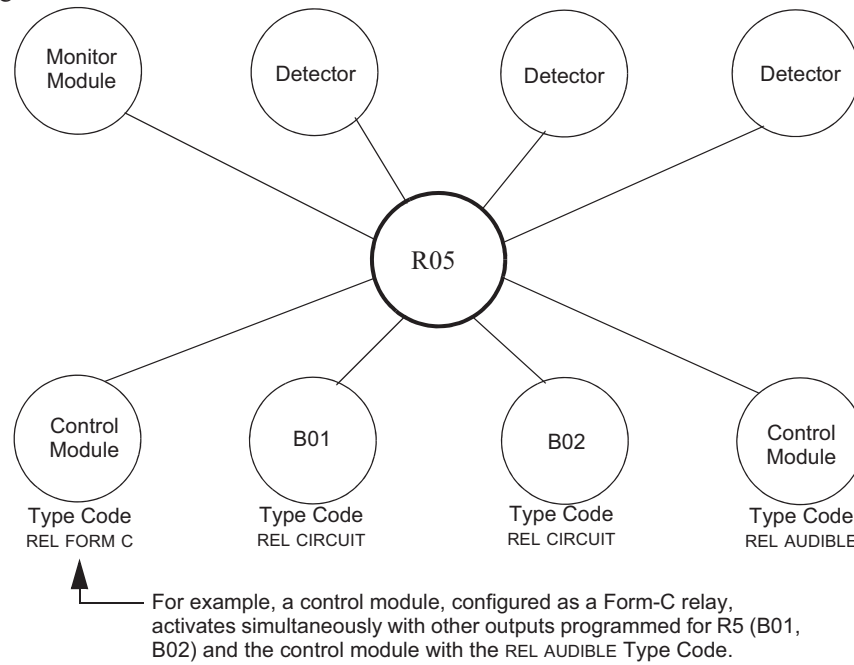 Monitor
Module
Detector
Detector
Detector
R05
Control
Module
B01
B02
Control
Module
Type Code
REL FORM C
Type Code
REL CIRCUIT
Type Code
REL CIRCUIT
Type Code
REL AUDIBLE
For example, a control module, configured as a Form-C relay,
activates simultaneously with other outputs programmed for R5 (B01,
B02) and the control module with the REL AUDIBLE Type Code.